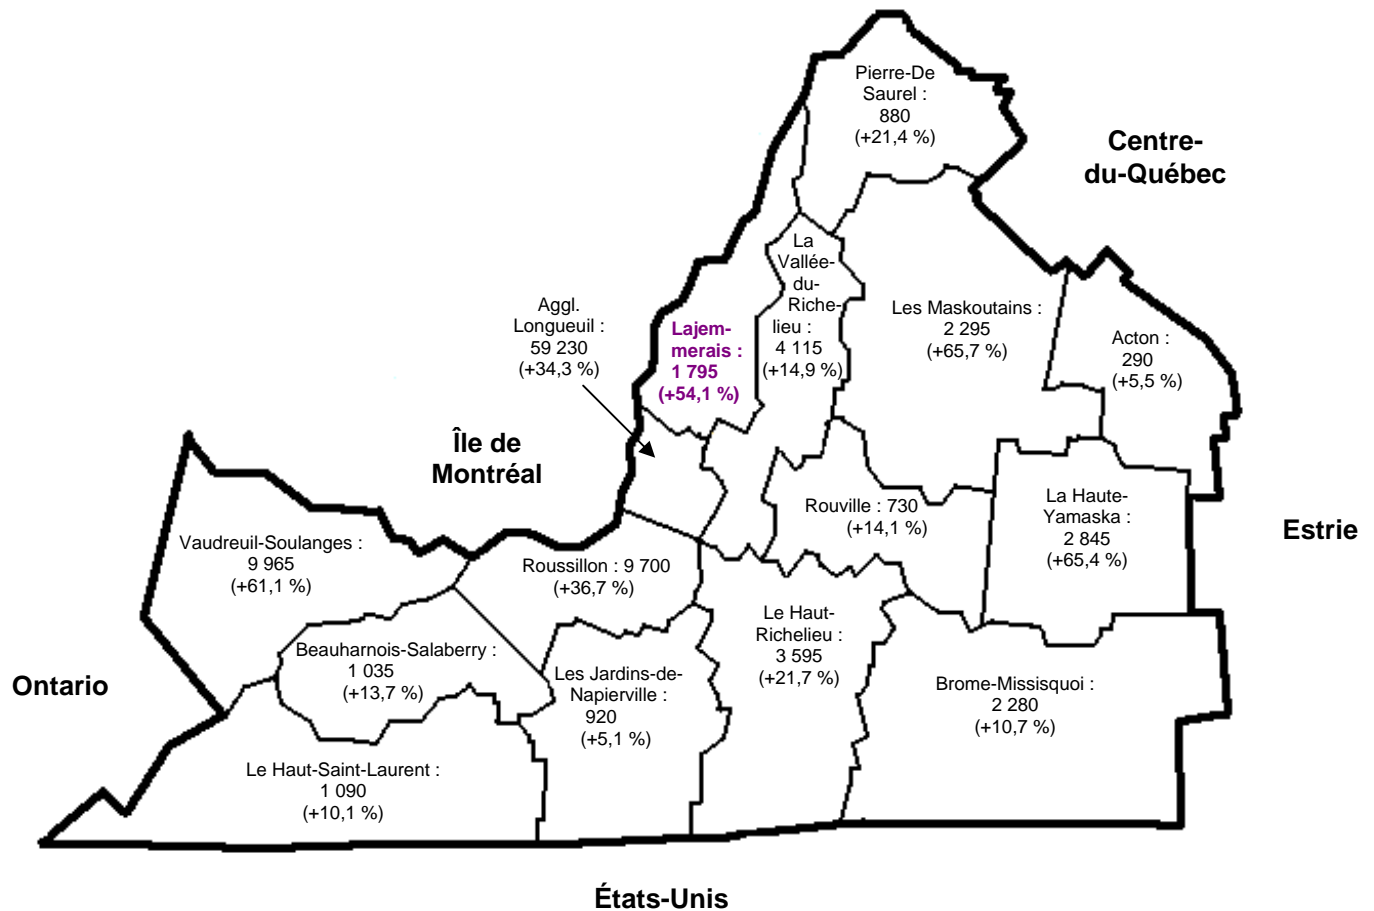 Pierre-De
Saurel :
880
(+21,4 %)
Centre-
du-Québec
La
Vallée-
du-
Riche-
lieu :
4 115
(+14,9 %)
Les Maskoutains :
2 295
(+65,7 %)
Acton :
290
(+5,5 %)
Aggl.
Longueuil :
59 230
(+34,3 %)
Lajem-
merais :
1 795
(+54,1 %)
Île de
Montréal
Rouville : 730
(+14,1 %)
La Haute-
Yamaska :
2 845
(+65,4 %)
Estrie
Vaudreuil-Soulanges :
9 965
(+61,1 %)
Roussillon : 9 700
(+36,7 %)
Le Haut-
Richelieu :
3 595
(+21,7 %)
Beauharnois-Salaberry :
1 035
(+13,7 %)
Les Jardins-de-
Napierville :
920
(+5,1 %)
Brome-Missisquoi :
2 280
(+10,7 %)
Ontario
Le Haut-Saint-Laurent :
1 090
(+10,1 %)
États-Unis